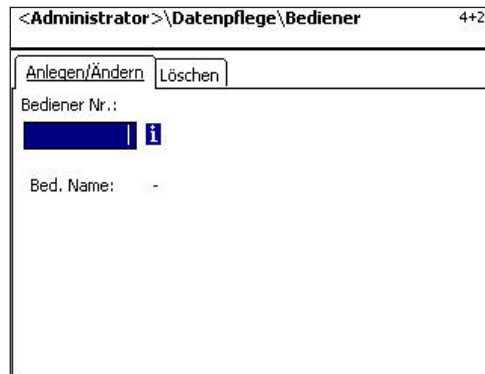 <Administrator>\Datenpflege\Bediener 4+2
Anlegen/Ändern Löschen
Bediener Nr.:
i
Bed. Name: -